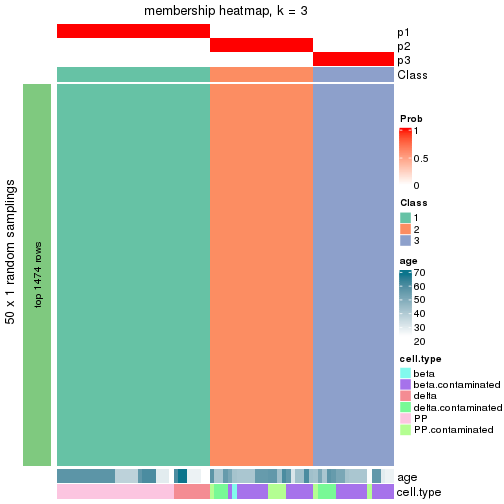 membership heatmap, k = 3
p1
p2
p3
Class
50 x 1 random samplings
top 1474 rows
Prob
1
0.5
0
Class
1
2
3
age
70
60
50
40
30
20
cell.type
beta
beta.contaminated
delta
delta.contaminated
PP
PP.contaminated
age
cell.type